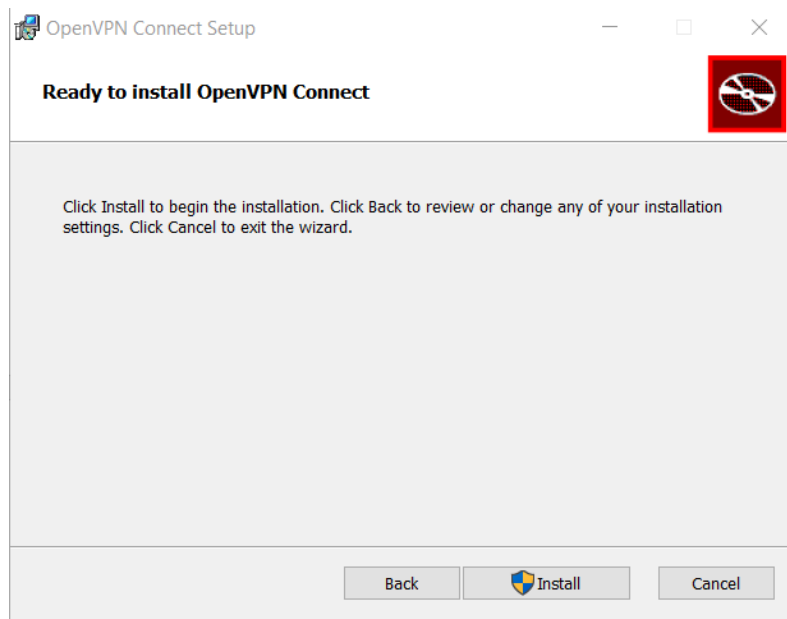 OpenVPN Connect Setup
Ready to install OpenVPN Connect
Click Install to begin the installation. Click Back to review or change any of your installation
settings. Click Cancel to exit the wizard.
Back Install Cancel